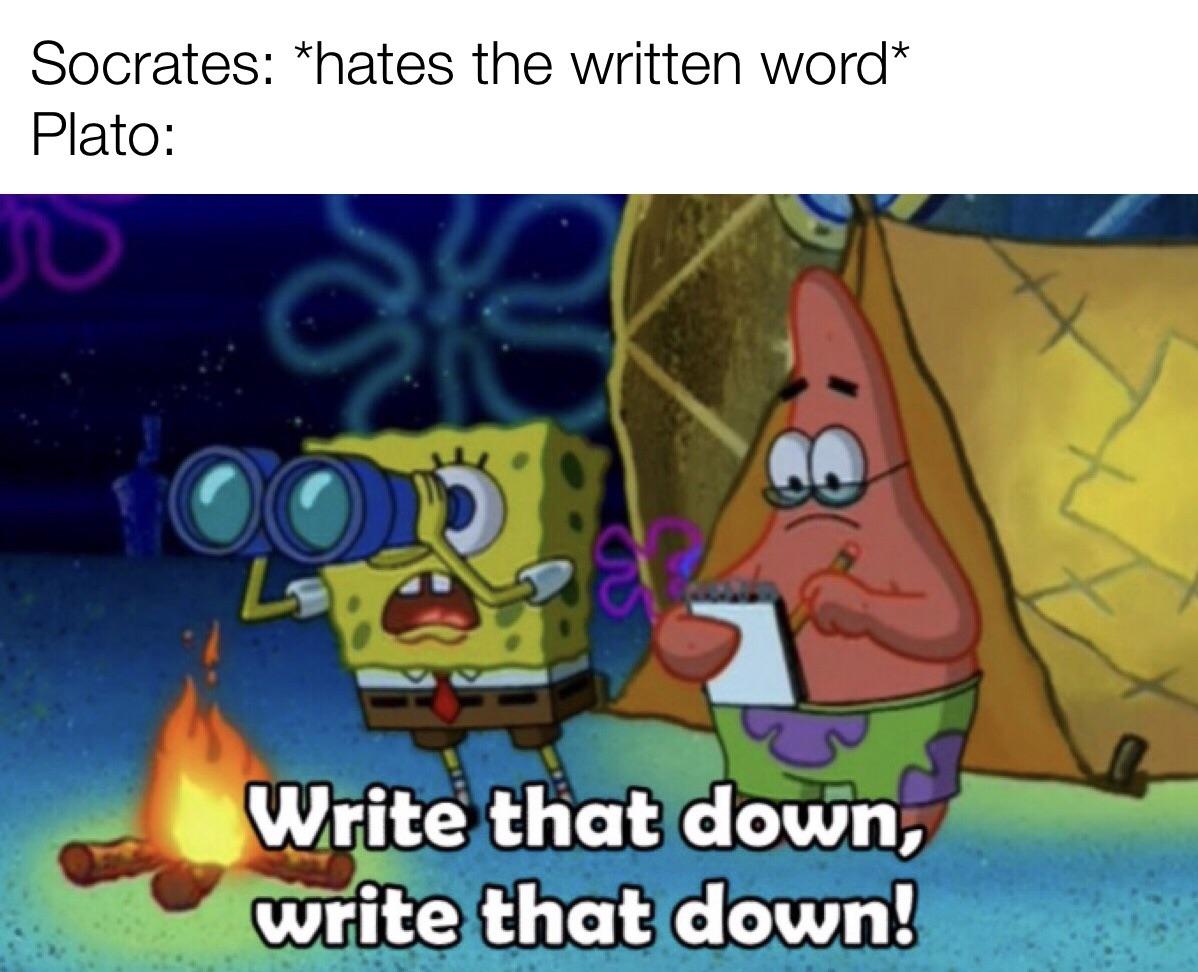 Socrates: *hates the written word*
Plato:
Write that down,
write that down!